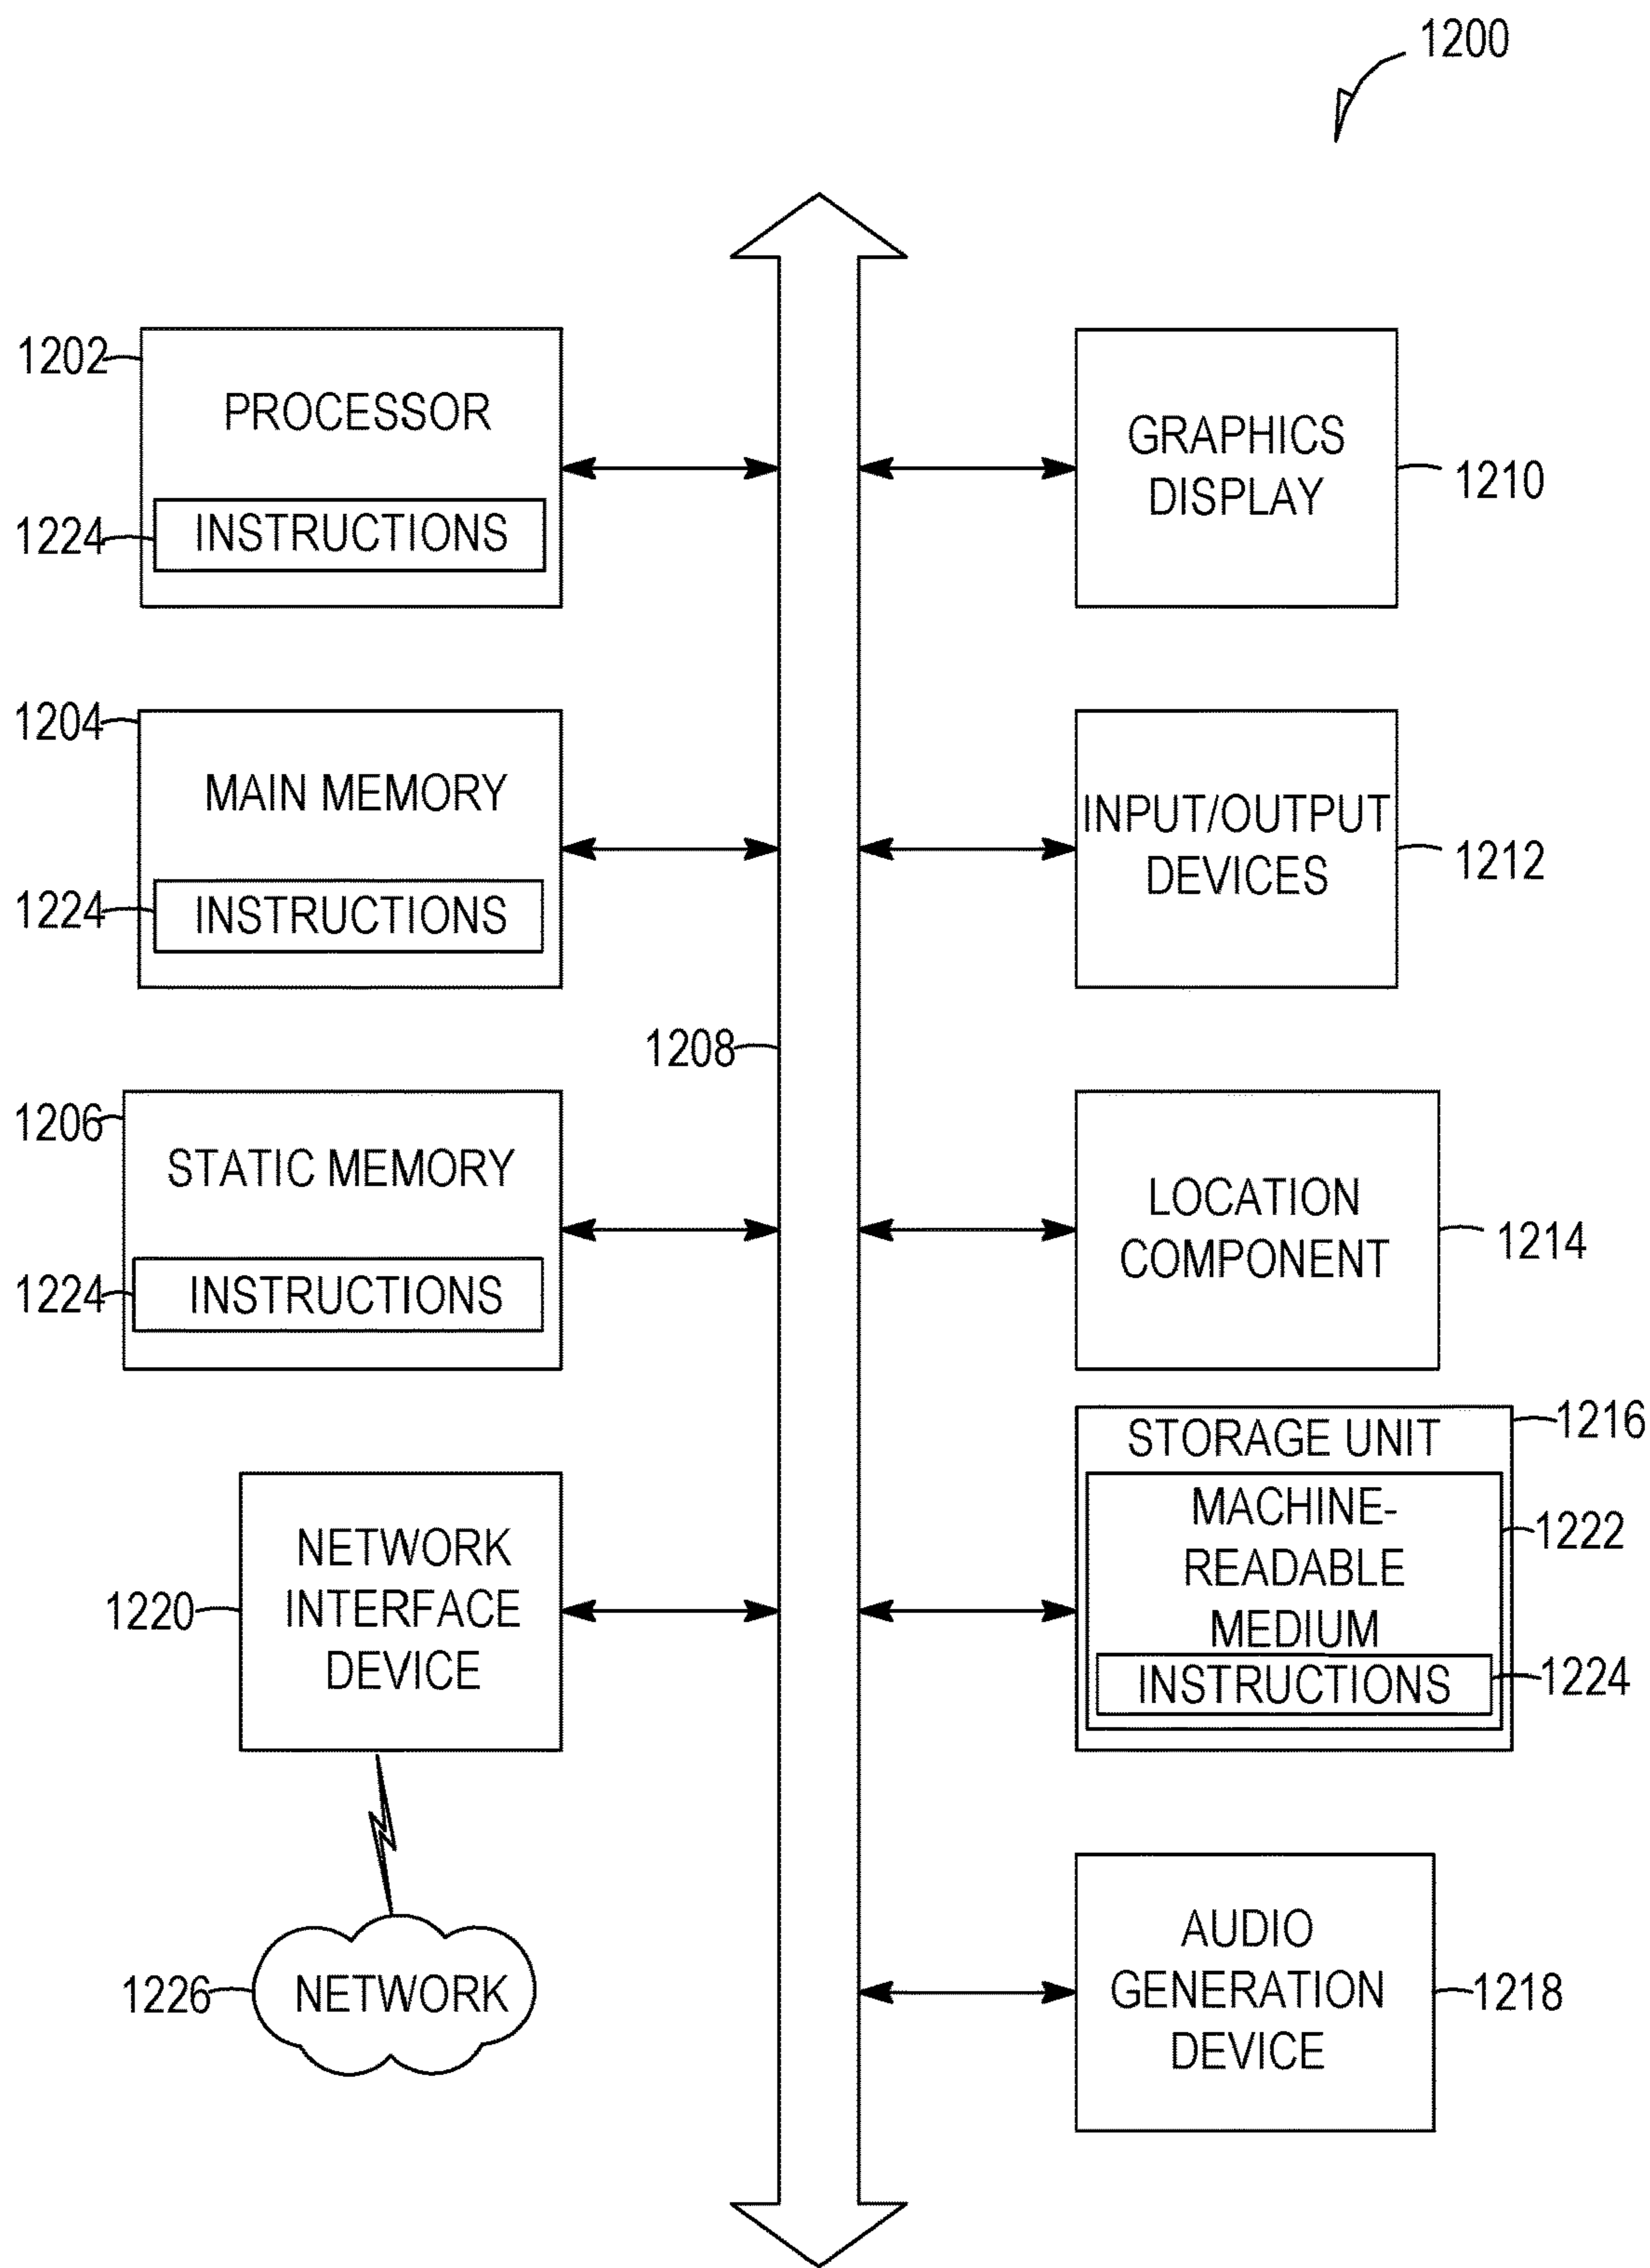 1200
1202
PROCESSOR
1224
INSTRUCTIONS
1204
MAIN MEMORY
1224
INSTRUCTIONS
1208
1206
STATIC MEMORY
1224
INSTRUCTIONS
1220
NETWORK
INTERFACE
DEVICE
1226
NETWORK
GRAPHICS
DISPLAY
1210
INPUT/OUTPUT
DEVICES
1212
LOCATION
COMPONENT
1214
STORAGE UNIT
1216
MACHINE-
READABLE
MEDIUM
1222
INSTRUCTIONS
1224
AUDIO
GENERATION
DEVICE
1218